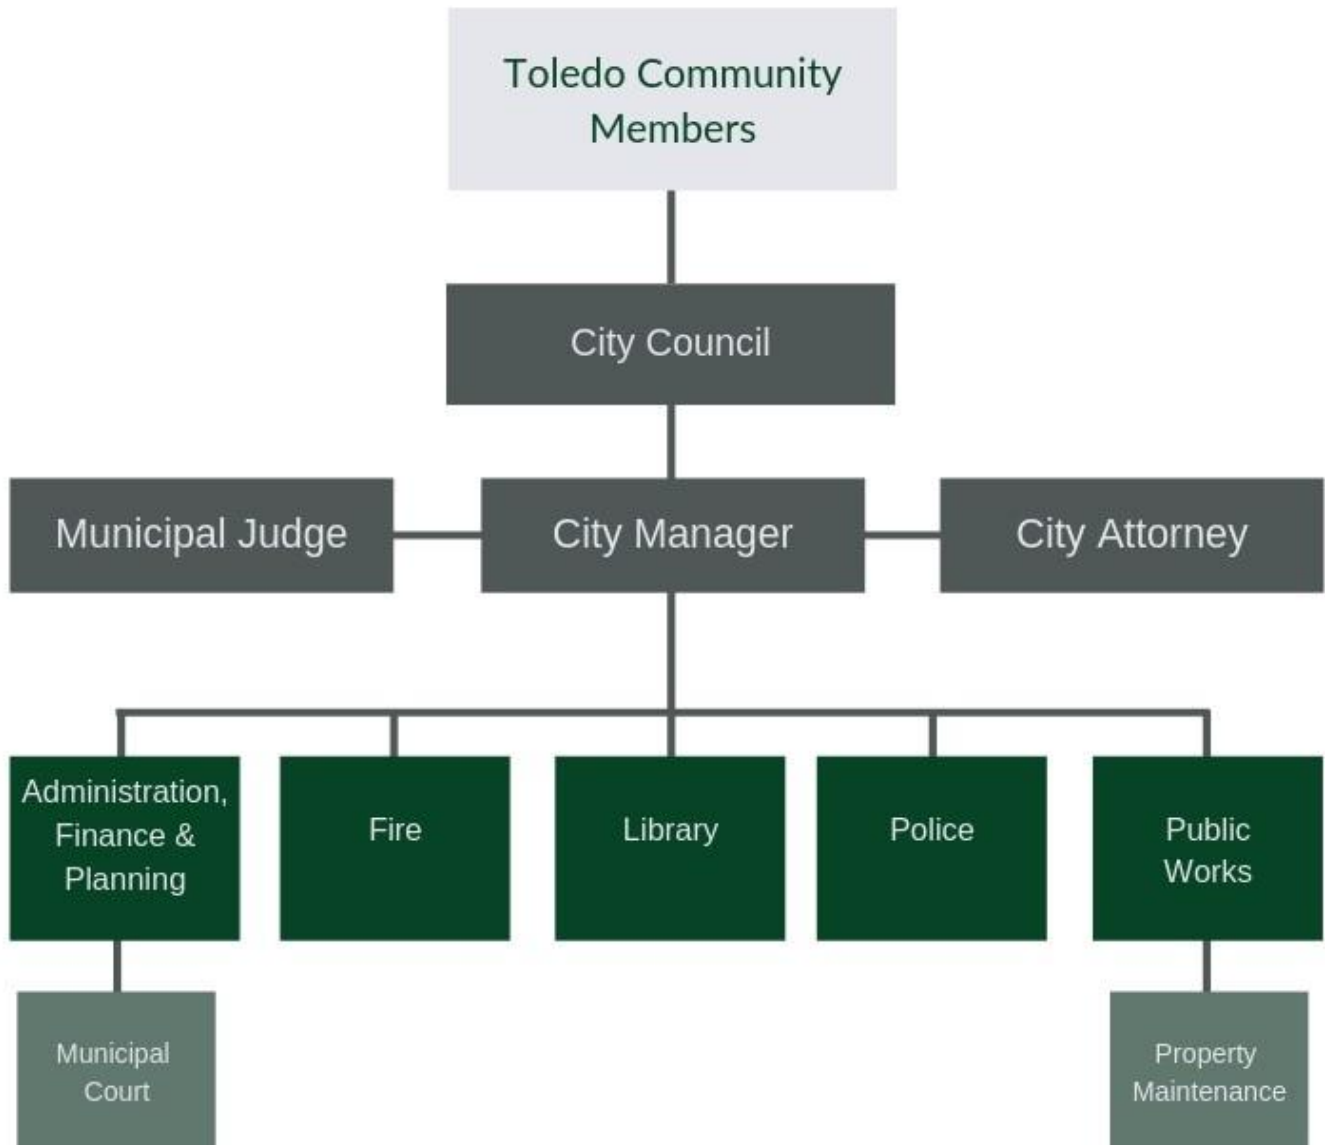 Toledo Community
Members
City Council
Municipal Judge
City Manager
City Attorney
Administration,
Finance &
Planning
Fire
Library
Police
Public
Works
Municipal
Court
Property
Maintenance